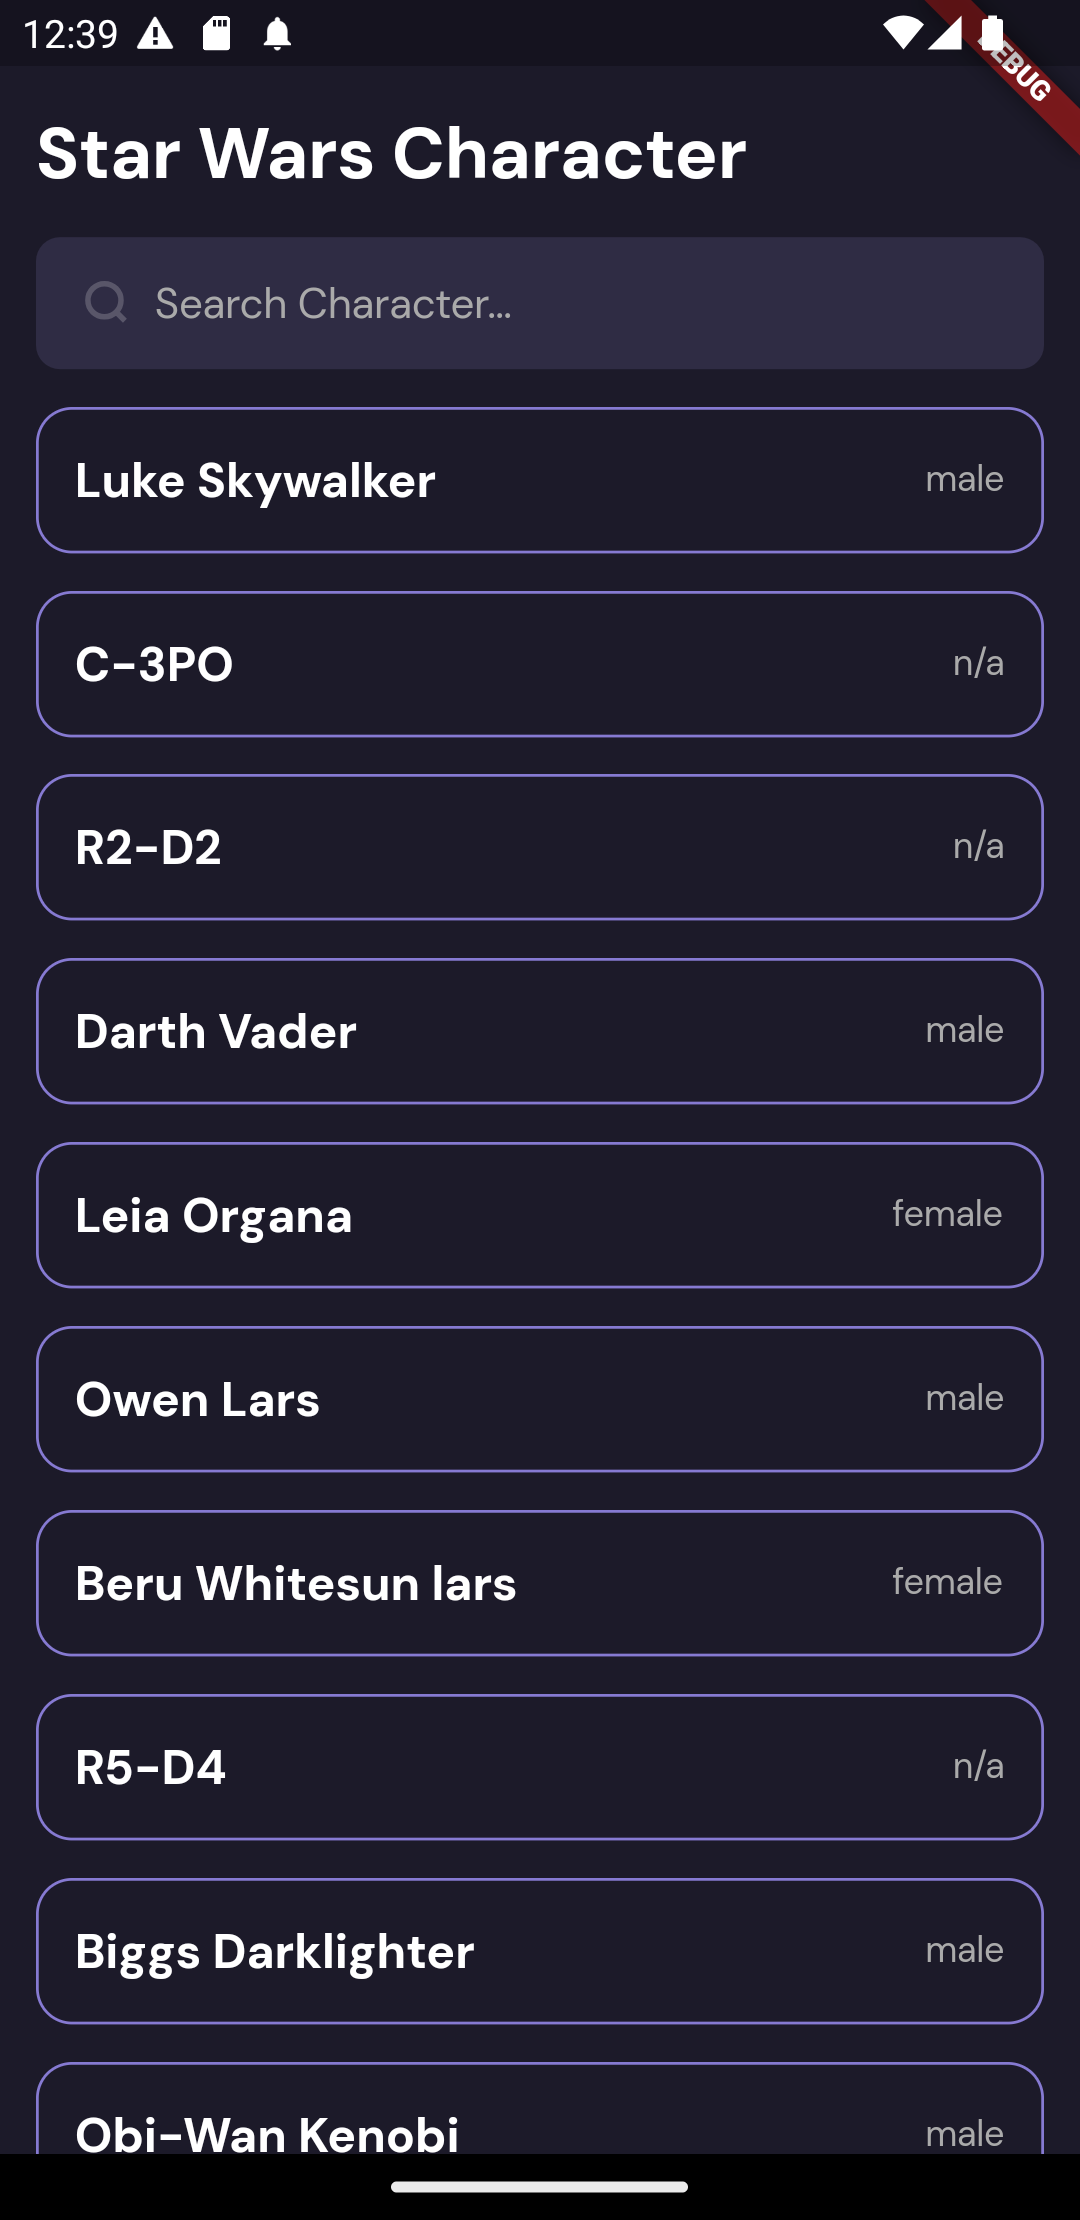 12:39
DEBUG
Star Wars Character
Search Character...
Luke Skywalker male
C-3PO n/a
R2-D2 n/a
Darth Vader male
Leia Organa female
Owen Lars male
Beru Whitesun lars female
R5-D4 n/a
Biggs Darklighter male
Obi-Wan Kenobi male